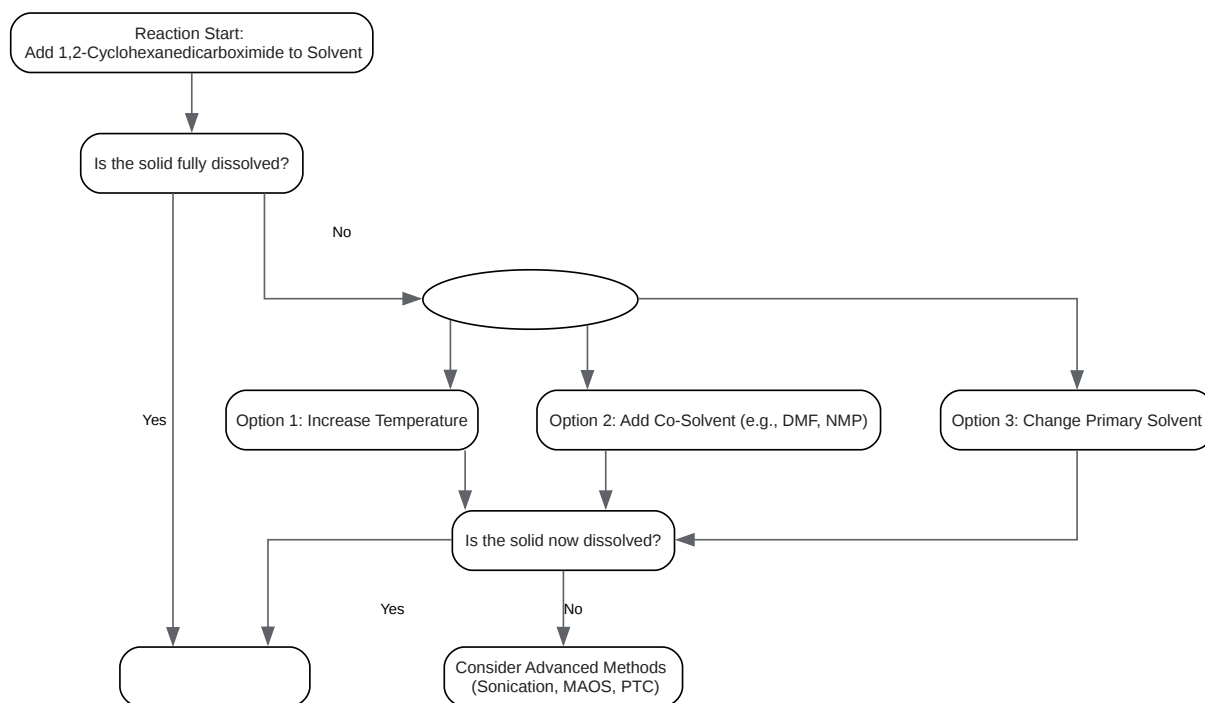 Reaction Start:
Add 1,2-Cyclohexanedicarboximide to Solvent
Is the solid fully dissolved?
No
Yes
Option 1: Increase Temperature
Option 2: Add Co-Solvent (e.g., DMF, NMP)
Option 3: Change Primary Solvent
Is the solid now dissolved?
Yes
No
Consider Advanced Methods
(Sonication, MAOS, PTC)